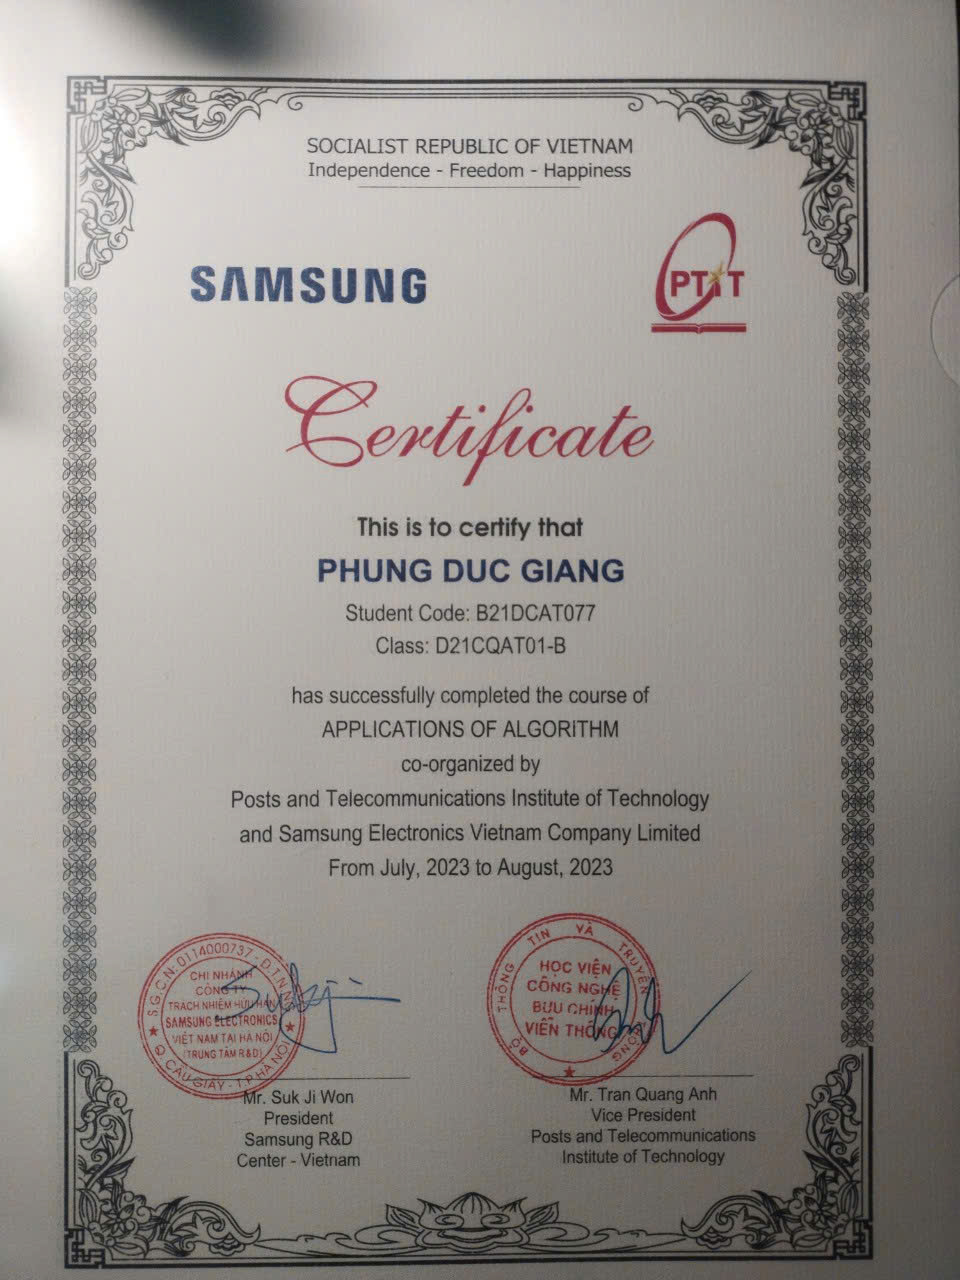 SOCIALIST REPUBLIC OF VIETNAM
Independence - Freedom - Happiness
SAMSUNG
PTIT
Certificate
This is to certify that
PHUNG DUC GIANG
Student Code: B21DCAT077
Class: D21CQAT01-B
has successfully completed the course of
APPLICATIONS OF ALGORITHM
co-organized by
Posts and Telecommunications Institute of Technology
and Samsung Electronics Vietnam Company Limited
From July, 2023 to August, 2023
S.G.C.N: 0114000737 - D.T.N.N
CHI NHÁNH
CÔNG TY
TRÁCH NHIỆM HỮU HẠN
SAMSUNG ELECTRONICS
VIỆT NAM TẠI HÀ NỘI
(TRUNG TÂM R&D)
Q. CẦU GIẤY - T.P HÀ NỘI
BỘ THÔNG TIN VÀ TRUYỀN THÔNG
HỌC VIỆN
CÔNG NGHỆ
BƯU CHÍNH
VIỄN THÔNG
Mr. Suk Ji Won
President
Samsung R&D
Center - Vietnam
Mr. Tran Quang Anh
Vice President
Posts and Telecommunications
Institute of Technology